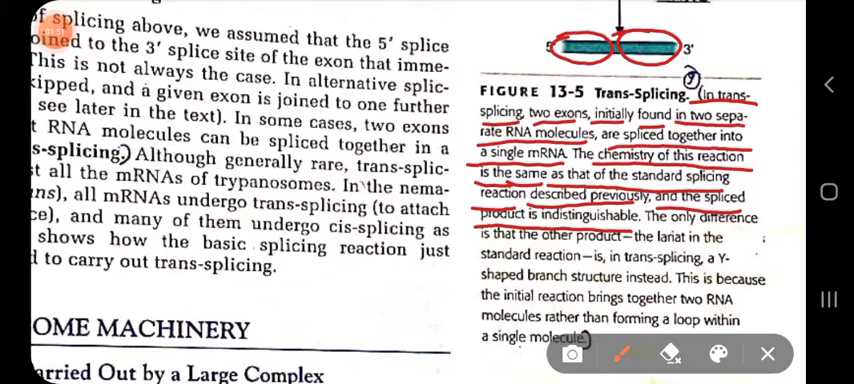 of splicing above, we assumed that the 5′ splice
oined to the 3′ splice site of the exon that imme-
This is not always the case. In alternative splic-
kipped, and a given exon is joined to one further
see later in the text). In some cases, two exons
t RNA molecules can be spliced together in a
s-splicing.) Although generally rare, trans-splic-
st all the mRNAs of trypanosomes. In the nema-
ns), all mRNAs undergo trans-splicing (to attach
ce), and many of them undergo cis-splicing as
shows how the basic splicing reaction just
d to carry out trans-splicing.
OME MACHINERY
arried Out by a Large Complex
5′
3′
FIGURE 13-5 Trans-Splicing. (In trans-
splicing, two exons, initially found in two sepa-
rate RNA molecules, are spliced together into
a single mRNA. The chemistry of this reaction
is the same as that of the standard splicing
reaction described previously, and the spliced
product is indistinguishable. The only difference
is that the other product—the lariat in the
standard reaction—is, in trans-splicing, a Y-
shaped branch structure instead. This is because
the initial reaction brings together two RNA
molecules rather than forming a loop within
a single molecule.)